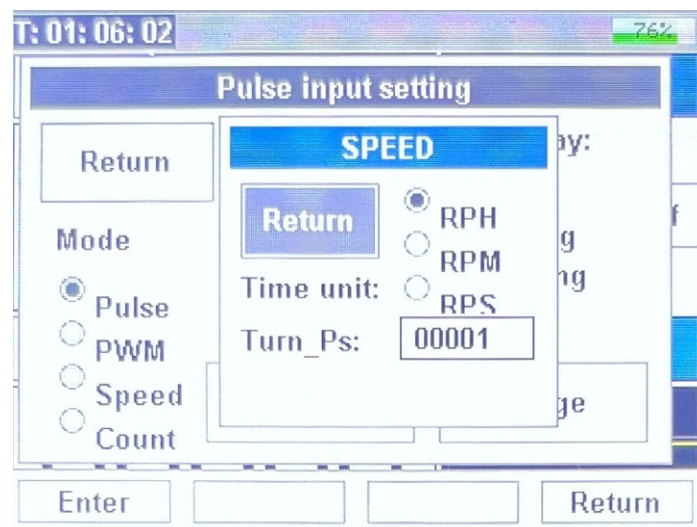 T: 01: 06: 02
76%
Pulse input setting
Return
Mode
Pulse
PWM
Speed
Count
SPEED
Return
RPH
RPM
RPS
Time unit:
Turn_Ps: 00001
Enter
Return